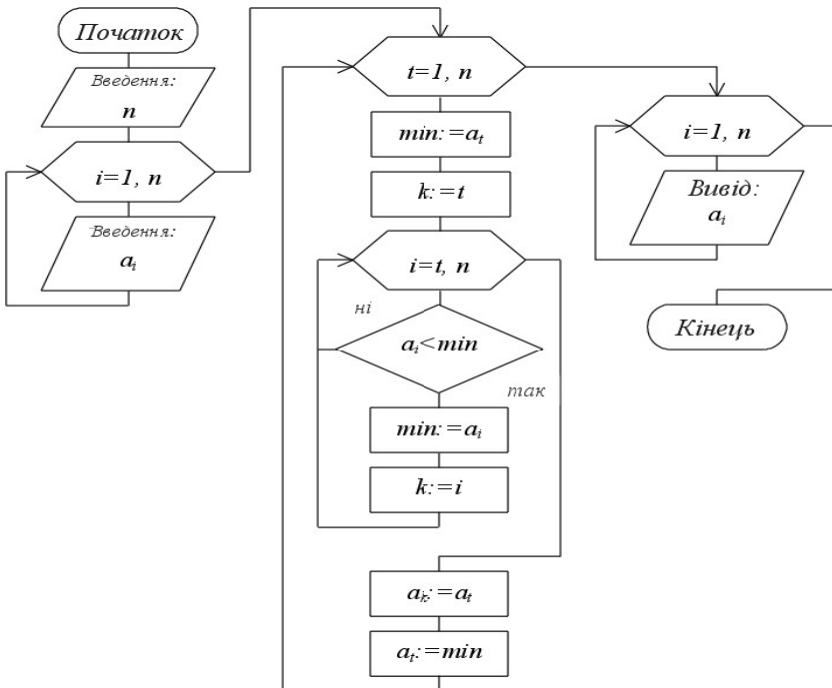 Початок
Введення:
n
i=1, n
Введення:
aᵢ
t=1, n
min:=aₜ
k:=t
i=t, n
ні
aᵢ<min
так
min:=aᵢ
k:=i
aₖ:=aₜ
aₜ:=min
i=1, n
Вивід:
aᵢ
Кінець